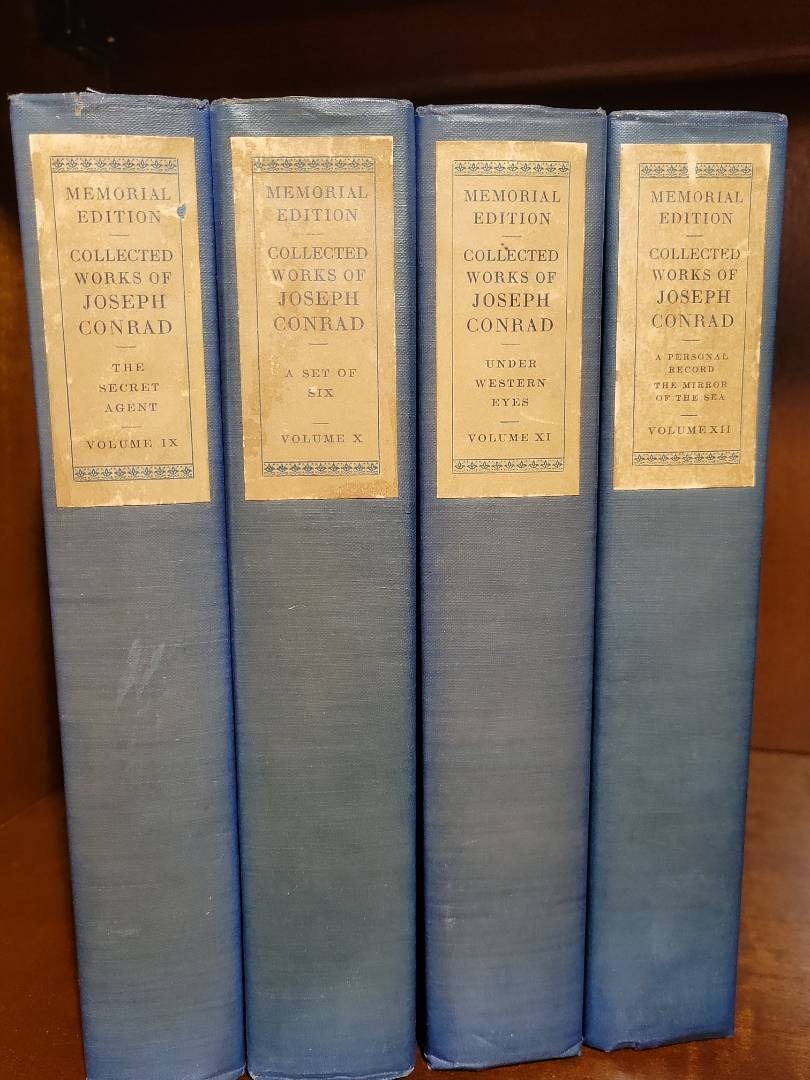 MEMORIAL
EDITION
COLLECTED
WORKS OF
JOSEPH
CONRAD
THE
SECRET
AGENT
VOLUME IX
MEMORIAL
EDITION
COLLECTED
WORKS OF
JOSEPH
CONRAD
A SET OF
SIX
VOLUME X
MEMORIAL
EDITION
COLLECTED
WORKS OF
JOSEPH
CONRAD
UNDER
WESTERN
EYES
VOLUME XI
MEMORIAL
EDITION
COLLECTED
WORKS OF
JOSEPH
CONRAD
A PERSONAL
RECORD
THE MIRROR
OF THE SEA
VOLUME XII